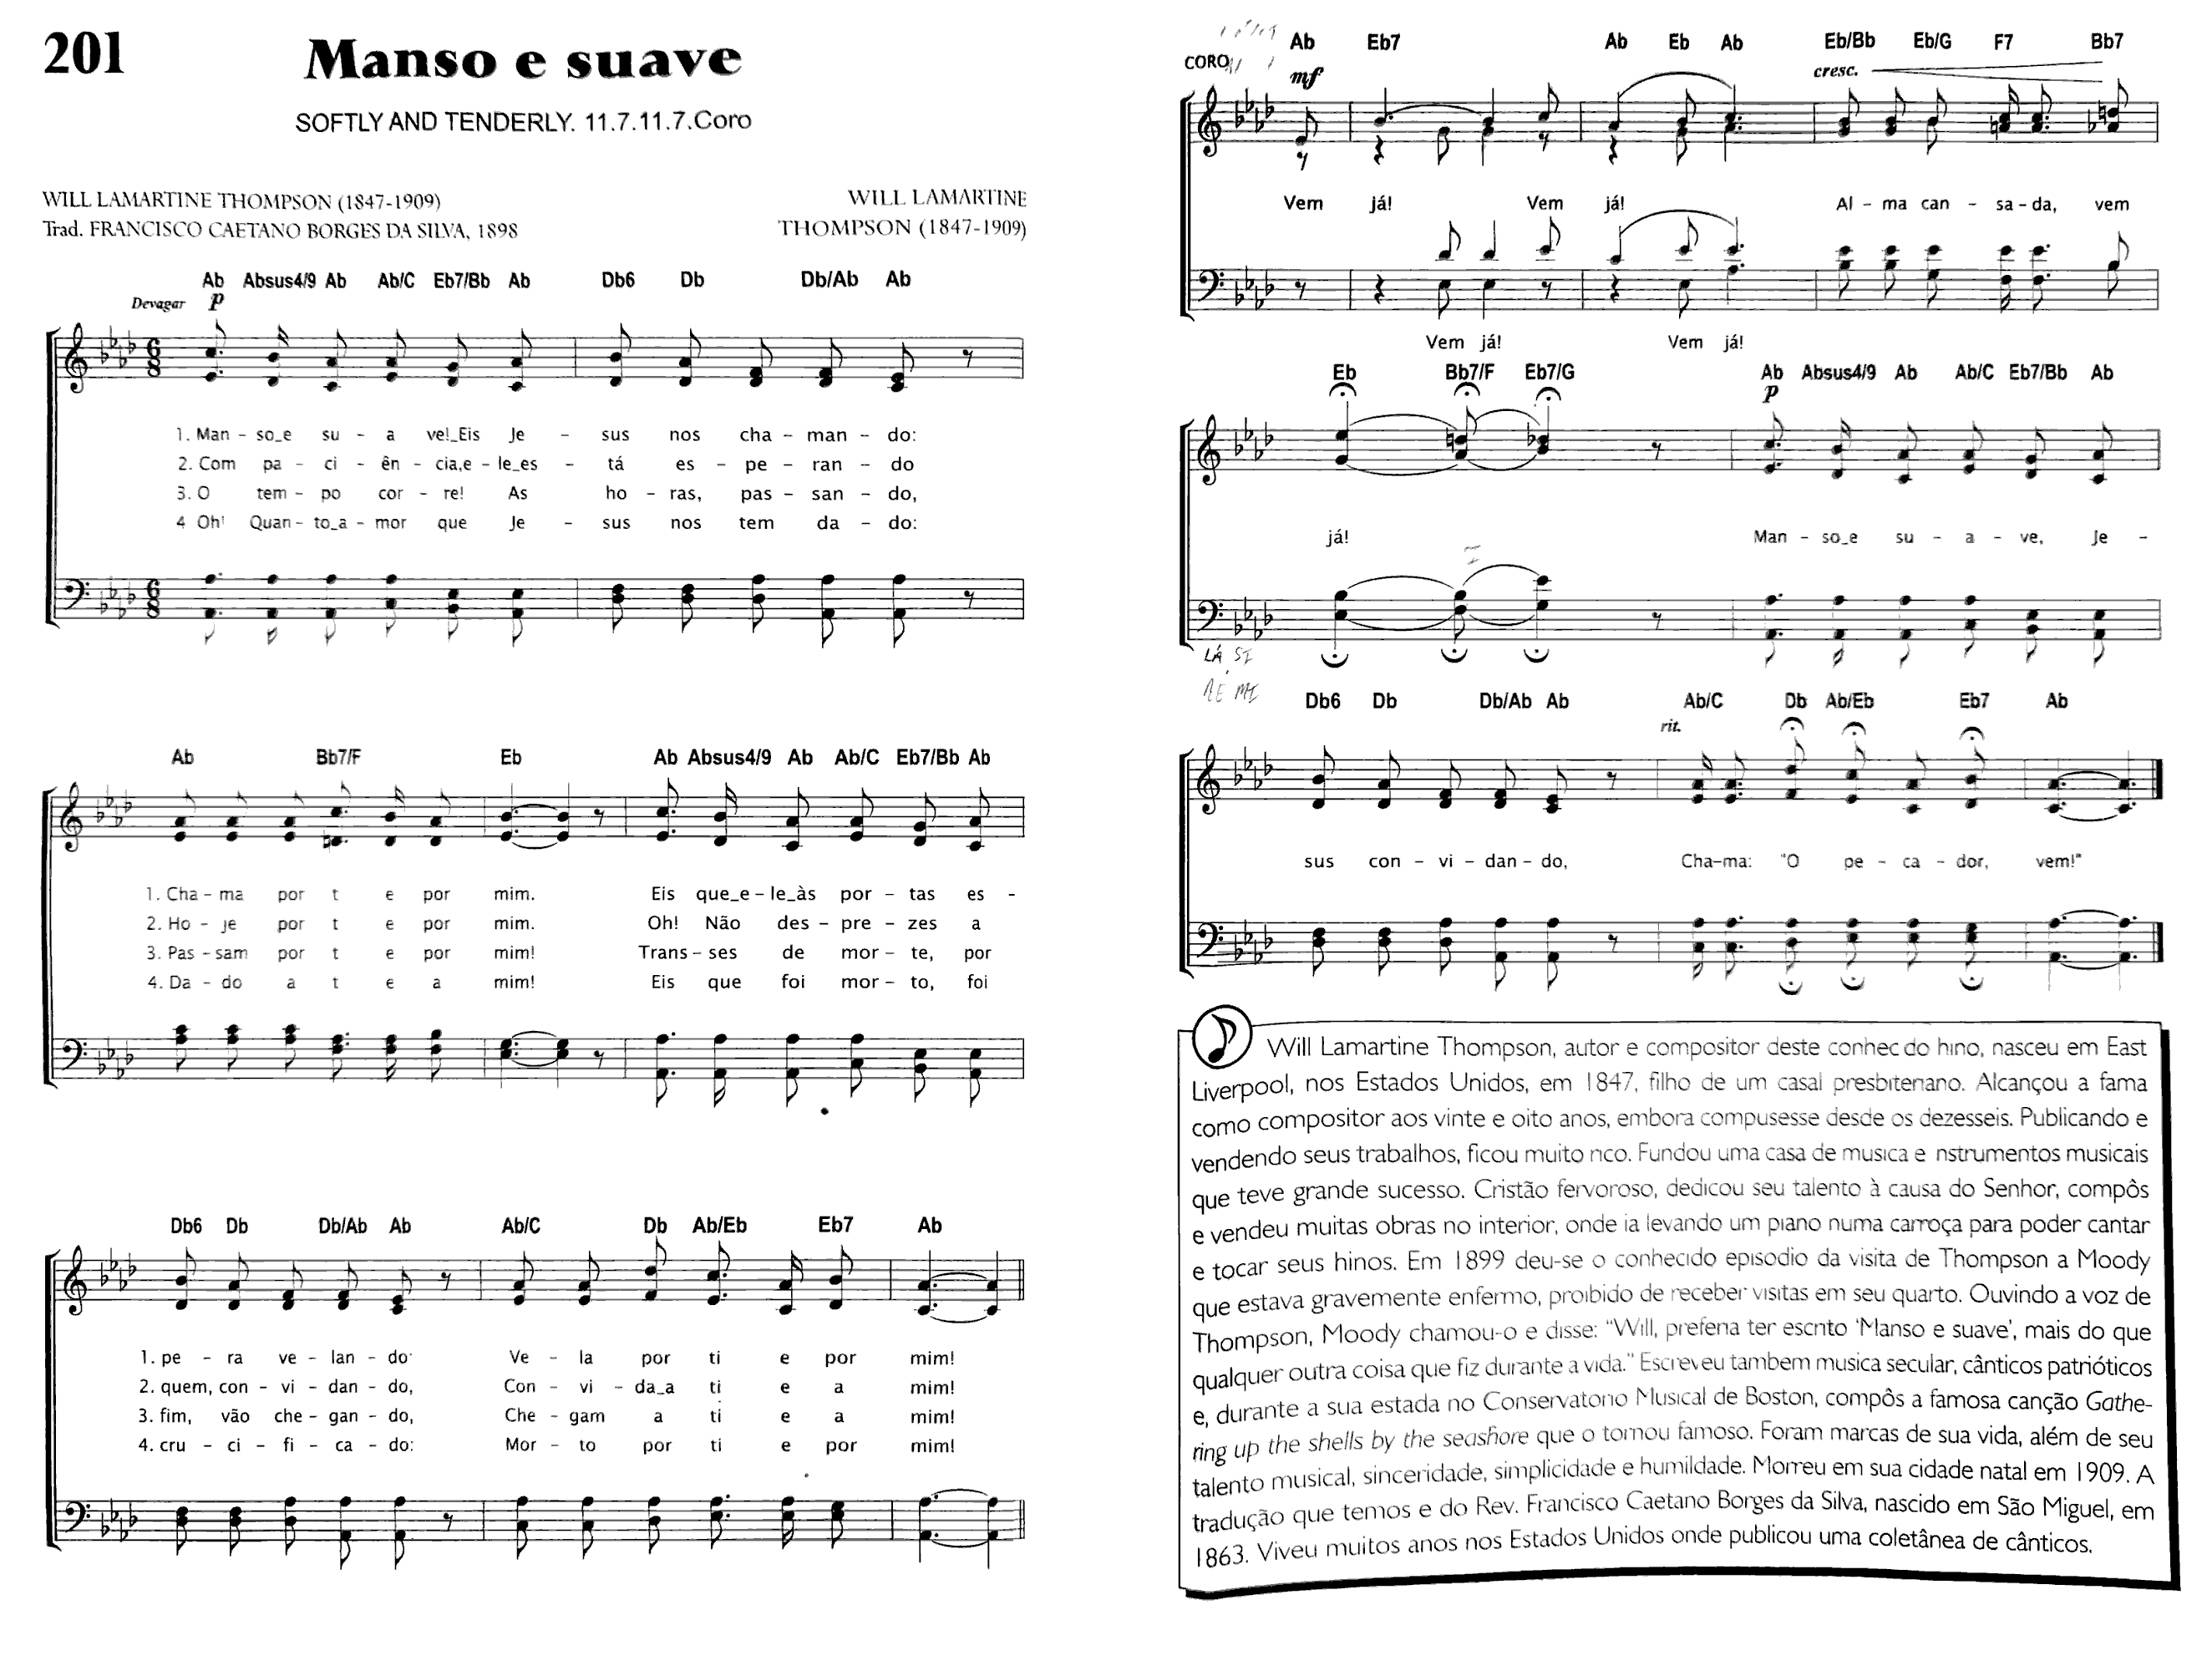 201
Manso e suave
SOFTLY AND TENDERLY. 11.7.11.7.Coro
WILL LAMARTINE THOMPSON (1847-1909)
Trad. FRANCISCO CAETANO BORGES DA SILVA, 1898
WILL LAMARTINE
THOMPSON (1847-1909)
Ab Absus4/9 Ab Ab/C Eb7/Bb Ab Db6 Db Db/Ab Ab
Devagar p
1. Man - so_e su - a ve!_Eis Je - sus nos cha - man - do:
2. Com pa - ci - ên - cia,e - le_es - tá es - pe - ran - do
3. O tem - po cor - re! As ho - ras, pas - san - do,
4 Oh! Quan - to_a - mor que Je - sus nos tem da - do:
Ab Bb7/F Eb Ab Absus4/9 Ab Ab/C Eb7/Bb Ab
1. Cha - ma por t e por mim. Eis que_e - le_às por - tas es -
2. Ho - je por t e por mim. Oh! Não des - pre - zes a
3. Pas - sam por t e por mim! Trans - ses de mor - te, por
4. Da - do a t e a mim! Eis que foi mor - to, foi
Db6 Db Db/Ab Ab Ab/C Db Ab/Eb Eb7 Ab
1. pe - ra ve - lan - do Ve - la por ti e por mim!
2. quem, con - vi - dan - do, Con - vi - da_a ti e a mim!
3. fim, vão che - gan - do, Che - gam a ti e a mim!
4. cru - ci - fi - ca - do: Mor - to por ti e por mim!
Ab Eb7 Ab Eb Ab Eb/Bb Eb/G F7 Bb7
CORO mf cresc.
Vem já! Vem já! Al - ma can - sa - da, vem
Vem já! Vem já!
Eb Bb7/F Eb7/G Ab Absus4/9 Ab Ab/C Eb7/Bb Ab
p
já! Man - so_e su - a - ve, Je -
LÁ SI
RÉ MI
Db6 Db Db/Ab Ab Ab/C Db Ab/Eb Eb7 Ab
rit.
sus con - vi - dan - do, Cha-ma: "O pe - ca - dor, vem!"
Will Lamartine Thompson, autor e compositor deste conhec do hino, nasceu em East
Liverpool, nos Estados Unidos, em 1847, filho de um casal presbiteriano. Alcançou a fama
como compositor aos vinte e oito anos, embora compusesse desde os dezesseis. Publicando e
vendendo seus trabalhos, ficou muito rico. Fundou uma casa de musica e nstrumentos musicais
que teve grande sucesso. Cristão fervoroso, dedicou seu talento à causa do Senhor, compôs
e vendeu muitas obras no interior, onde ia levando um piano numa carroça para poder cantar
e tocar seus hinos. Em 1899 deu-se o conhecido episodio da visita de Thompson a Moody
que estava gravemente enfermo, proibido de receber visitas em seu quarto. Ouvindo a voz de
Thompson, Moody chamou-o e disse: "Will, preferia ter escrito 'Manso e suave', mais do que
qualquer outra coisa que fiz durante a vida." Escreveu tambem musica secular, cânticos patrióticos
e, durante a sua estada no Conservatorio Musical de Boston, compôs a famosa canção Gathe-
ring up the shells by the seashore que o tornou famoso. Foram marcas de sua vida, além de seu
talento musical, sinceridade, simplicidade e humildade. Morreu em sua cidade natal em 1909. A
tradução que temos e do Rev. Francisco Caetano Borges da Silva, nascido em São Miguel, em
1863. Viveu muitos anos nos Estados Unidos onde publicou uma coletânea de cânticos.